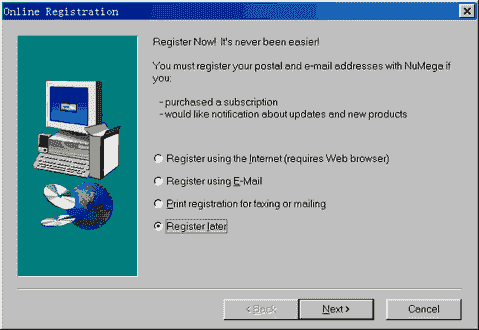 Online Registration
Register Now! It's never been easier!
You must register your postal and e-mail addresses with NuMega if
you:
- purchased a subscription
- would like notification about updates and new products
Register using the Internet (requires Web browser)
Register using E-Mail
Print registration for faxing or mailing
Register later
< Back
Next >
Cancel